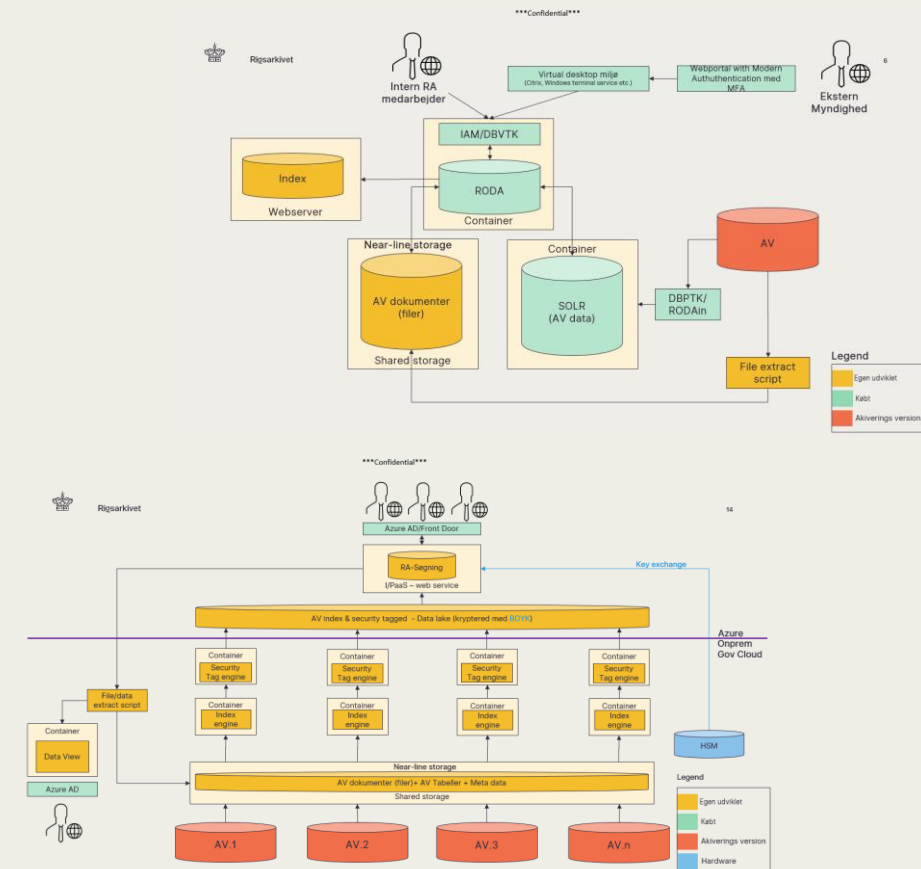 ***Confidential***
Rigsarkivet
6
Intern RA
medarbejder
Virtual desktop miljø
(Citrix, Windows terminal service etc.)
Webportal with Modern
Auththentication med
MFA
Ekstern
Myndighed
IAM/DBVTK
Index
Webserver
RODA
Container
Near-line storage
AV dokumenter
(filer)
Shared storage
Container
SOLR
(AV data)
AV
DBPTK/
RODAin
File extract
script
Legend
Egen udviklet
Købt
Akiverings version
***Confidential***
Rigsarkivet
14
Azure AD/Front Door
RA-Søgning
I/PaaS – web service
Key exchange
AV index & security tagged - Data lake (kryptered med BOYK)
Azure
Onprem
Gov Cloud
Container
Security
Tag engine
Container
Security
Tag engine
Container
Security
Tag engine
Container
Security
Tag engine
File/data
extract script
Container
Index
engine
Container
Index
engine
Container
Index
engine
Container
Index
engine
Container
Data View
Azure AD
HSM
Near-line storage
AV dokumenter (filer)+ AV Tabeller + Meta data
Shared storage
AV.1
AV.2
AV.3
AV.n
Legend
Egen udviklet
Købt
Akiverings version
Hardware